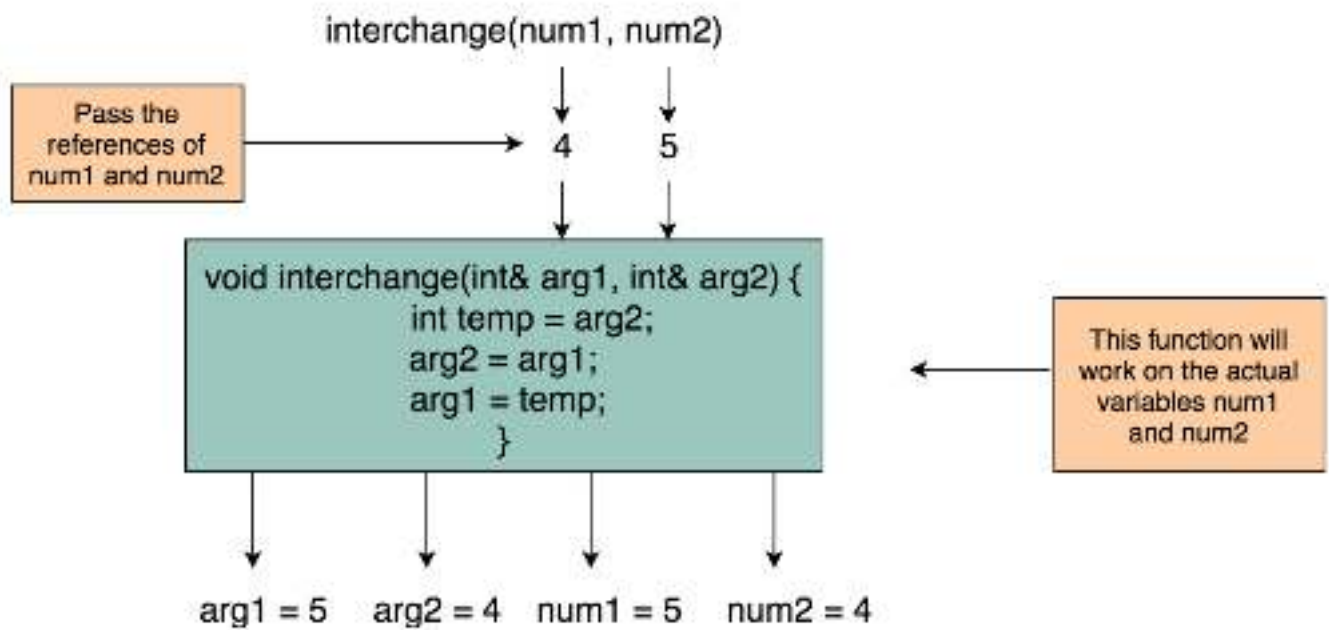 interchange(num1, num2)
Pass the
references of
num1 and num2
4 5
void interchange(int& arg1, int& arg2) {
int temp = arg2;
arg2 = arg1;
arg1 = temp;
}
This function will
work on the actual
variables num1
and num2
arg1 = 5 arg2 = 4 num1 = 5 num2 = 4